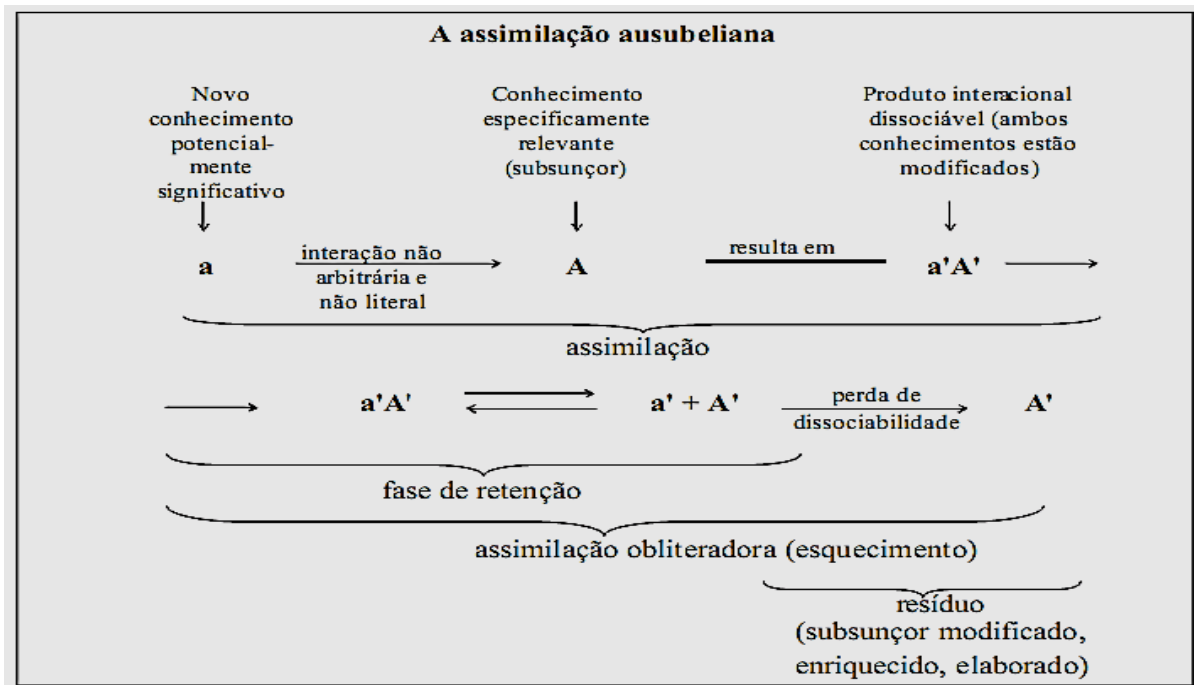 A assimilação ausubeliana
Novo
conhecimento
potencial-
mente
significativo
Conhecimento
especificamente
relevante
(subsunçor)
Produto interacional
dissociável (ambos
conhecimentos estão
modificados)
a
interação não
arbitrária e
não literal
A
resulta em
a'A'
assimilação
a'A'
a' + A'
perda de
dissociabilidade
A'
fase de retenção
assimilação obliteradora (esquecimento)
resíduo
(subsunçor modificado,
enriquecido, elaborado)